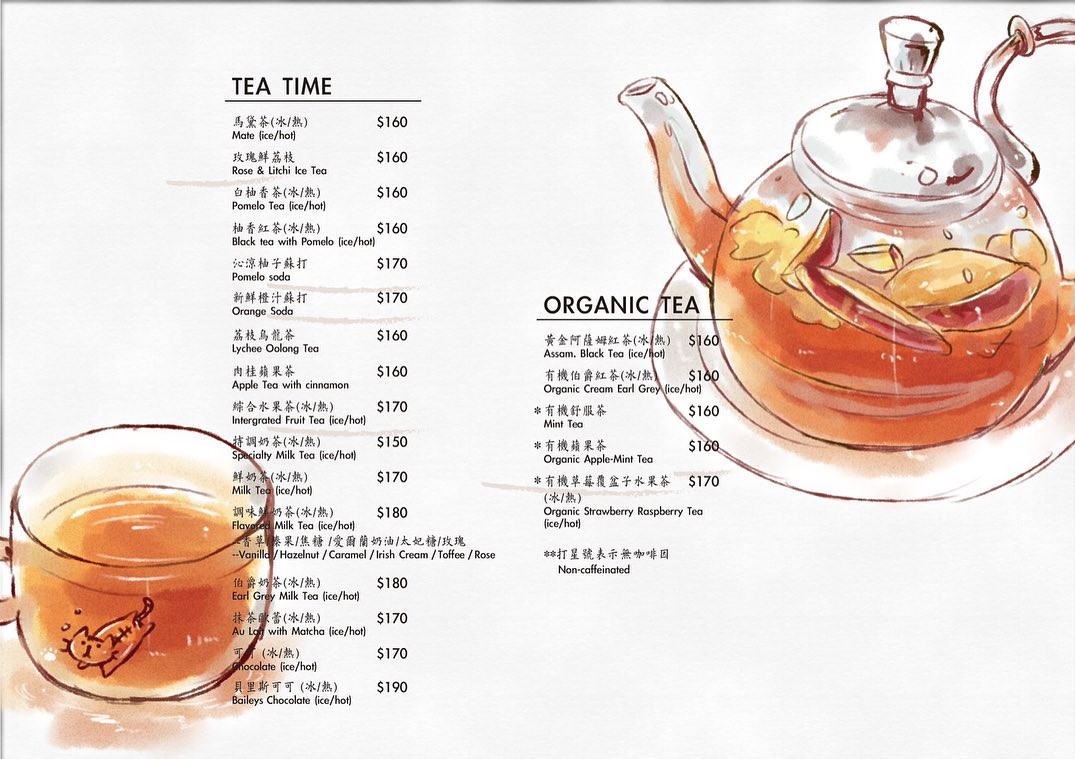 TEA TIME
馬黛茶(冰/熱) $160
Mate (ice/hot)
玫瑰鮮荔枝 $160
Rose & Litchi Ice Tea
白柚香茶(冰/熱) $160
Pomelo Tea (ice/hot)
柚香紅茶(冰/熱) $160
Black tea with Pomelo (ice/hot)
沁涼柚子蘇打 $170
Pomelo soda
新鮮橙汁蘇打 $170
Orange Soda
荔枝烏龍茶 $160
Lychee Oolong Tea
肉桂蘋果茶 $160
Apple Tea with cinnamon
綜合水果茶(冰/熱) $170
Intergrated Fruit Tea (ice/hot)
特調奶茶(冰/熱) $150
Specialty Milk Tea (ice/hot)
鮮奶茶(冰/熱) $170
Milk Tea (ice/hot)
調味鮮奶茶(冰/熱) $180
Flavored Milk Tea (ice/hot)
--香草/榛果/焦糖/愛爾蘭奶油/太妃糖/玫瑰
--Vanilla / Hazelnut / Caramel / Irish Cream / Toffee / Rose
伯爵奶茶(冰/熱) $180
Earl Grey Milk Tea (ice/hot)
抹茶歐蕾(冰/熱) $170
Au Lait with Matcha (ice/hot)
可可 (冰/熱) $170
Chocolate (ice/hot)
貝里斯可可 (冰/熱) $190
Baileys Chocolate (ice/hot)
ORGANIC TEA
黃金阿薩姆紅茶(冰/熱) $160
Assam. Black Tea (ice/hot)
有機伯爵紅茶(冰/熱) $160
Organic Cream Earl Grey (ice/hot)
*有機舒服茶 $160
Mint Tea
*有機蘋果茶 $160
Organic Apple-Mint Tea
*有機草莓覆盆子水果茶 $170
(冰/熱)
Organic Strawberry Raspberry Tea
(ice/hot)
**打星號表示無咖啡因
Non-caffeinated